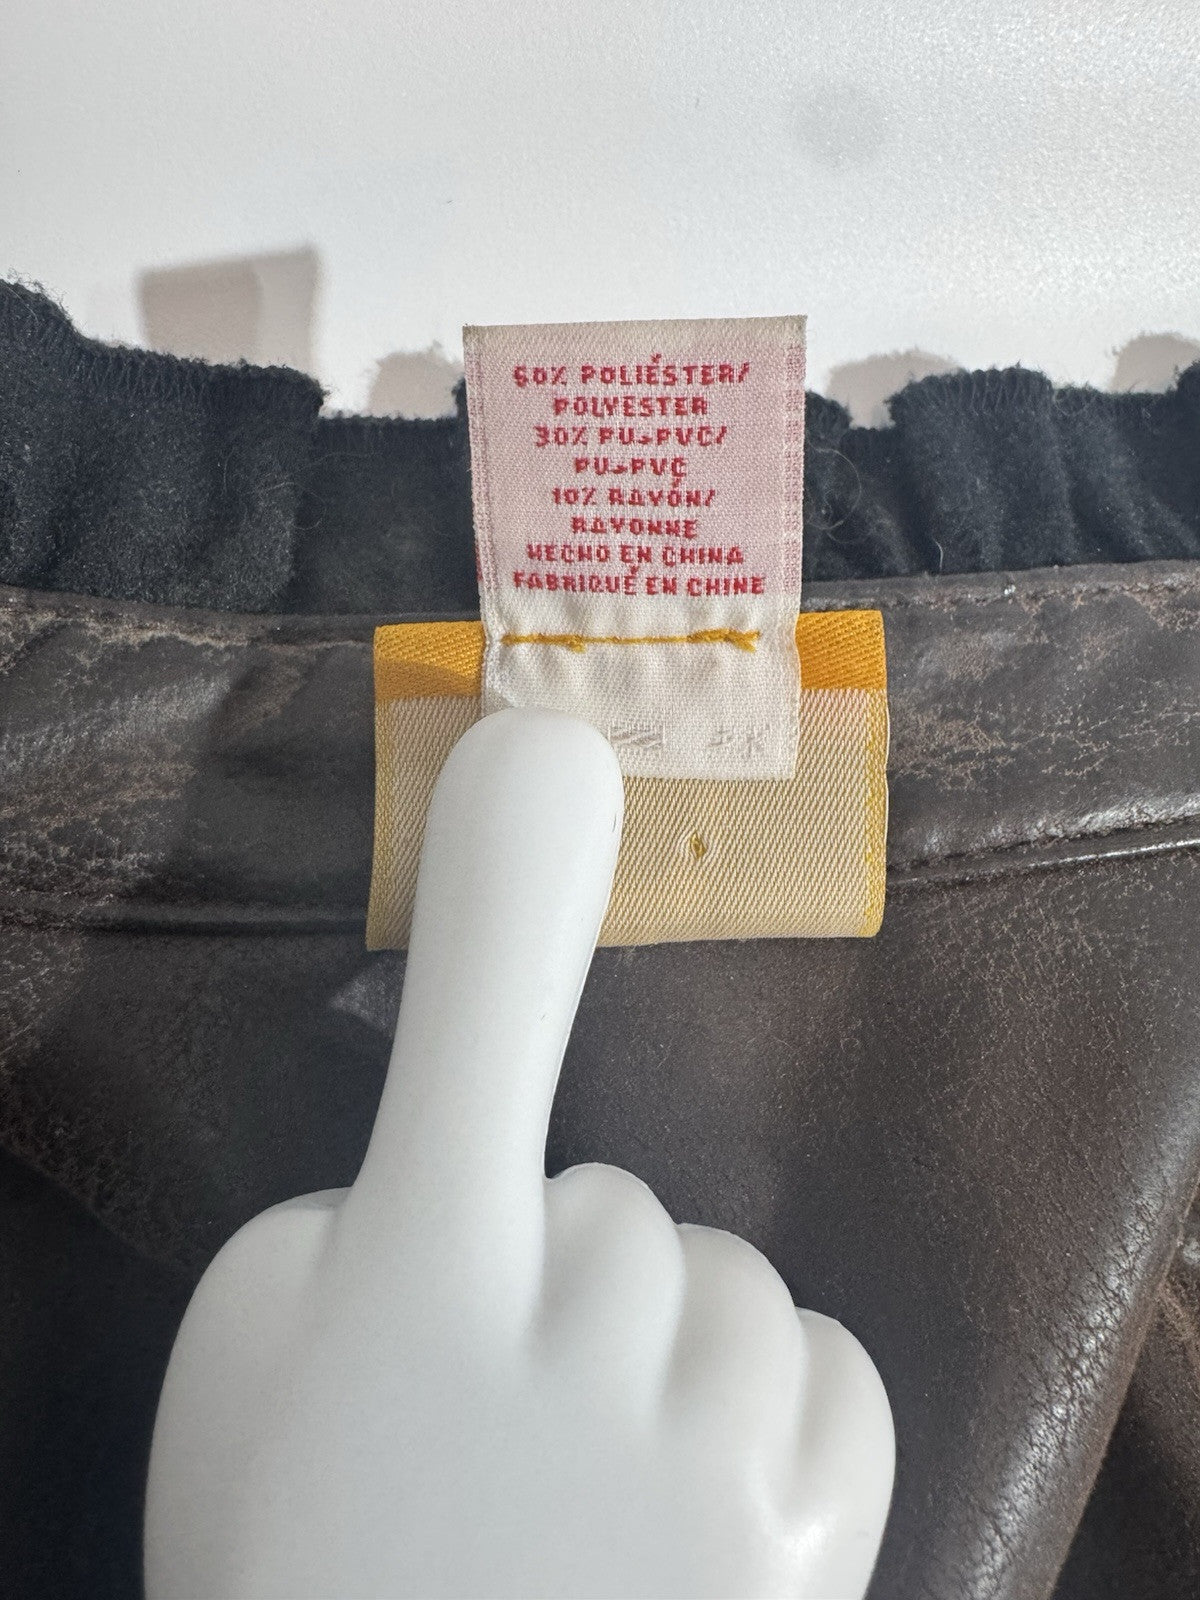 60% POLIÉSTER/
POLYESTER
30% PU+PVC/
PU+PVC
10% RAYÓN/
RAYONNE
HECHO EN CHINA
FABRIQUÉ EN CHINE